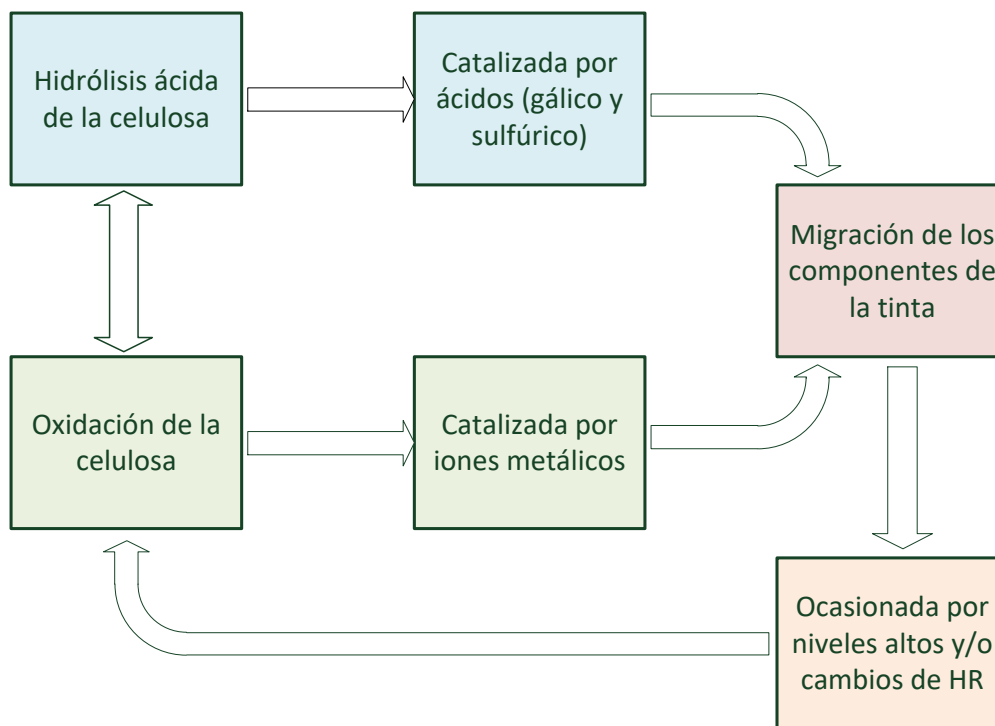 Hidrólisis ácida
de la celulosa
Catalizada por
ácidos (gálico y
sulfúrico)
Migración de los
componentes de
la tinta
Oxidación de la
celulosa
Catalizada por
iones metálicos
Ocasionada por
niveles altos y/o
cambios de HR